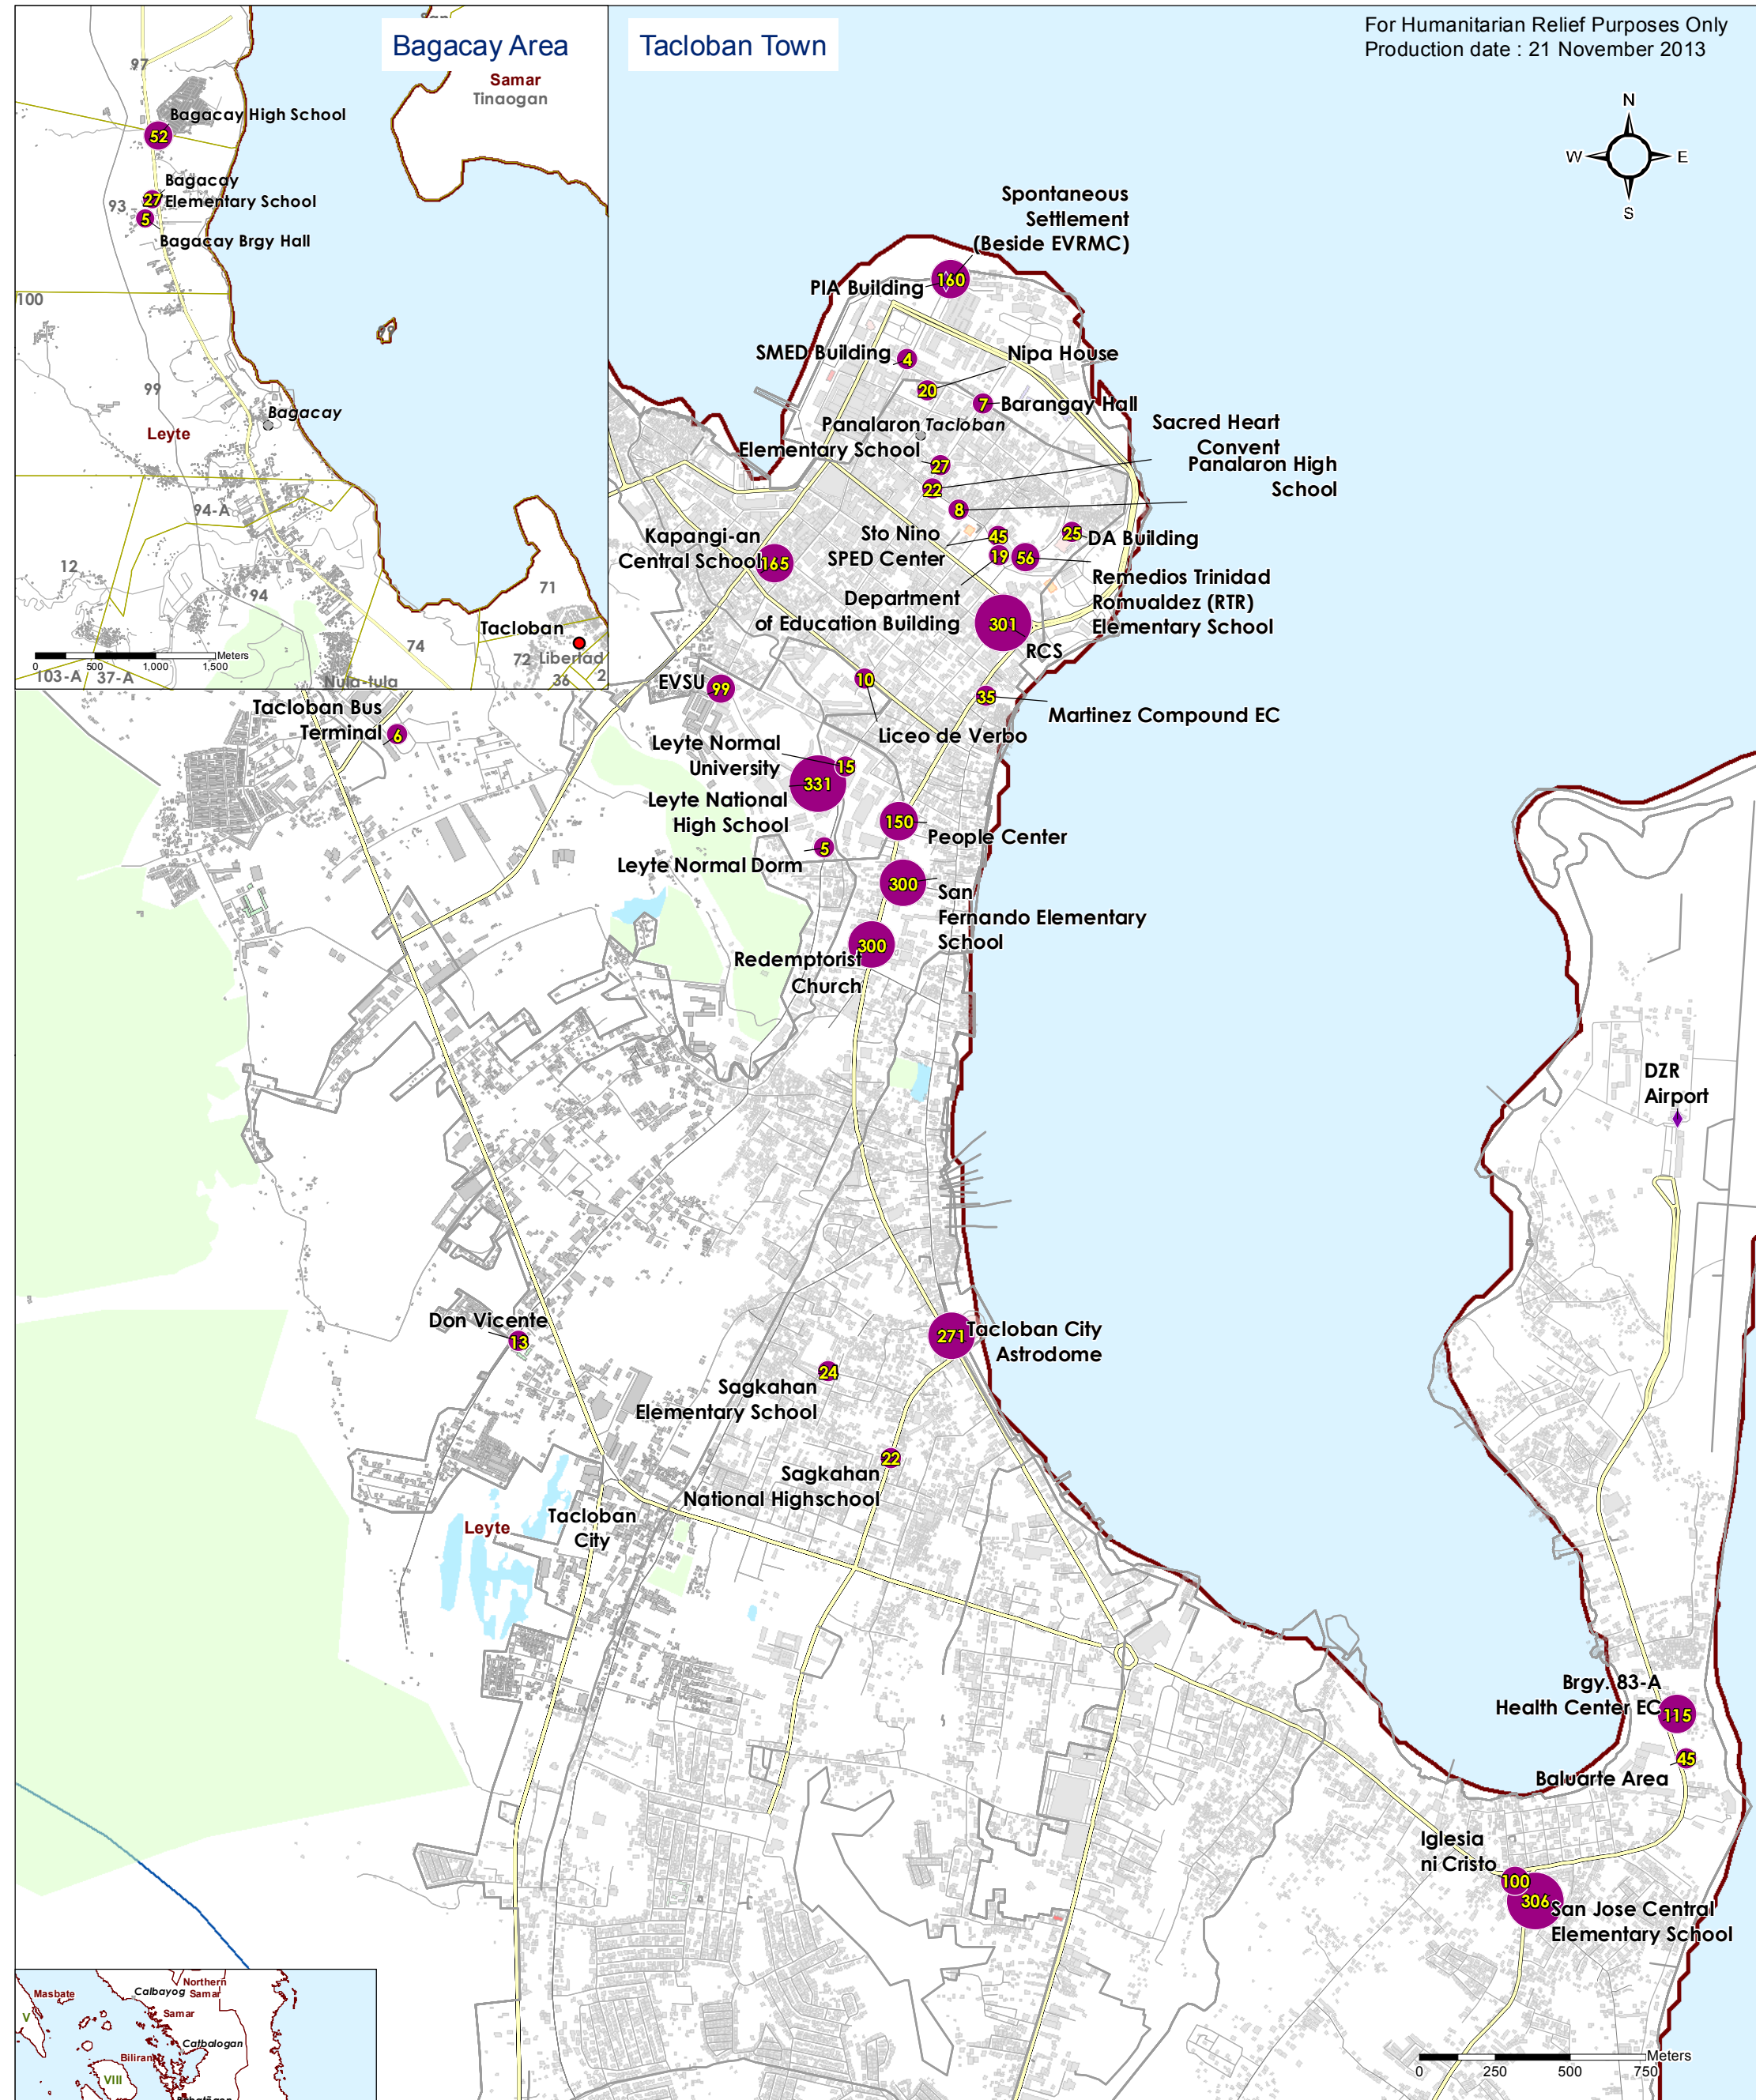 Bagacay Area
Tacloban Town
For Humanitarian Relief Purposes Only
Production date : 21 November 2013
N
W
E
S
Samar
Tinaogan
97
Bagacay High School
52
Bagacay
Elementary School
27
93
5
Bagacay Brgy Hall
100
99
Bagacay
Leyte
94-A
12
94
71
Tacloban
74
72
Libertad
36
2
0
500
1,000
1,500
Meters
103-A
37-A
Nula-tula
Spontaneous
Settlement
(Beside EVRMC)
160
PIA Building
SMED Building
4
Nipa House
20
7
Barangay Hall
Panalaron
Elementary School
Tacloban
27
Sacred Heart
Convent
22
Panalaron High
School
8
Kapangi-an
Central School
165
Sto Nino
SPED Center
45
25
DA Building
19
56
Department
of Education Building
Remedios Trinidad
Romualdez (RTR)
Elementary School
301
RCS
EVSU
99
10
Liceo de Verbo
35
Martinez Compound EC
Tacloban Bus
Terminal
6
Leyte Normal
University
15
331
Leyte National
High School
150
People Center
5
Leyte Normal Dorm
300
San
Fernando Elementary
School
300
Redemptorist
Church
DZR
Airport
Don Vicente
13
271
Tacloban City
Astrodome
24
Sagkahan
Elementary School
22
Sagkahan
National Highschool
Leyte
Tacloban
City
Brgy. 83-A
Health Center EC
115
45
Baluarte Area
Iglesia
ni Cristo
100
306
San Jose Central
Elementary School
0
250
500
750
Meters
Masbate
V
Calbayog
Northern
Samar
Samar
Catbalogan
Biliran
VIII